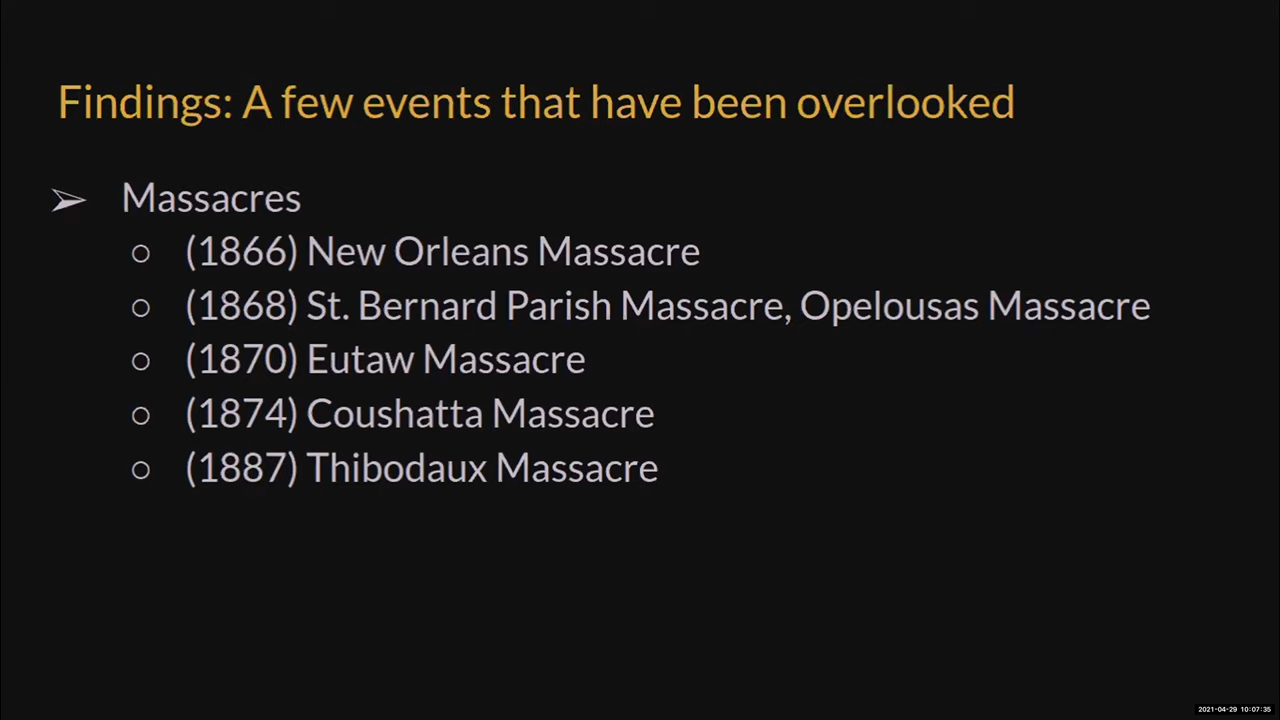 Findings: A few events that have been overlooked
➢ Massacres
○ (1866) New Orleans Massacre
○ (1868) St. Bernard Parish Massacre, Opelousas Massacre
○ (1870) Eutaw Massacre
○ (1874) Coushatta Massacre
○ (1887) Thibodaux Massacre
2021-04-29 10:07:35